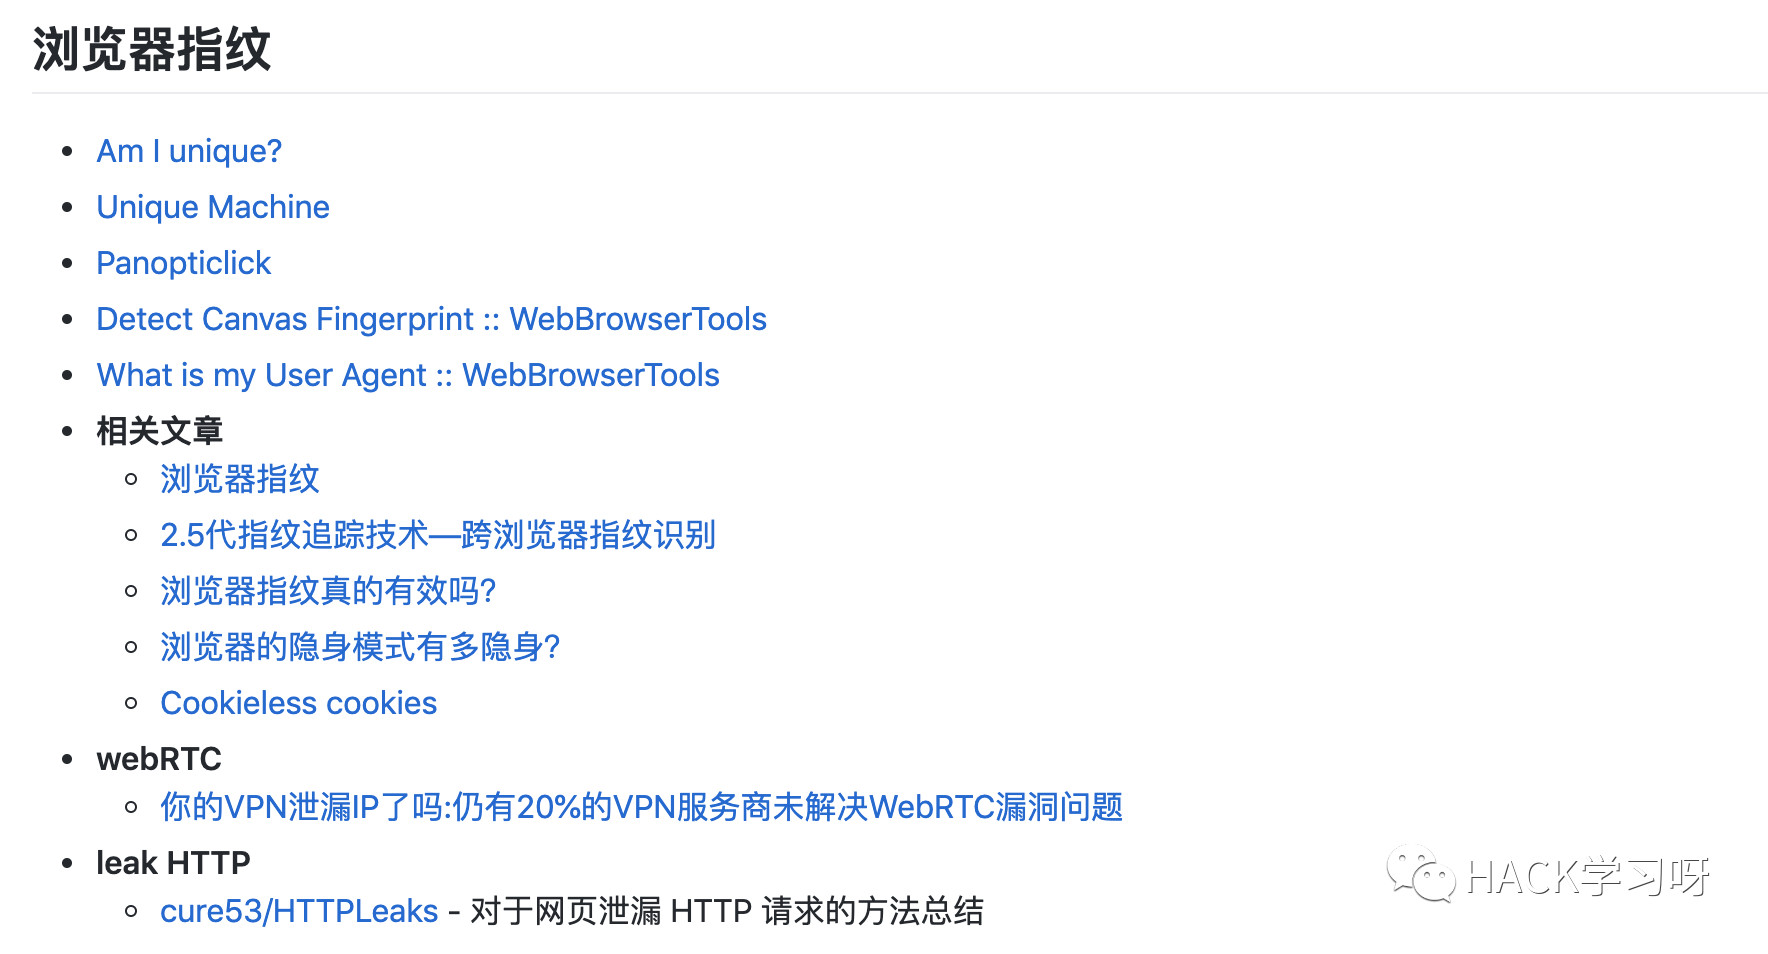 浏览器指纹
Am I unique?
Unique Machine
Panopticlick
Detect Canvas Fingerprint :: WebBrowserTools
What is my User Agent :: WebBrowserTools
相关文章
浏览器指纹
2.5代指纹追踪技术—跨浏览器指纹识别
浏览器指纹真的有效吗?
浏览器的隐身模式有多隐身?
Cookieless cookies
webRTC
你的VPN泄漏IP了吗:仍有20%的VPN服务商未解决WebRTC漏洞问题
leak HTTP
cure53/HTTPLeaks - 对于网页泄漏 HTTP 请求的方法总结
HACK学习呀